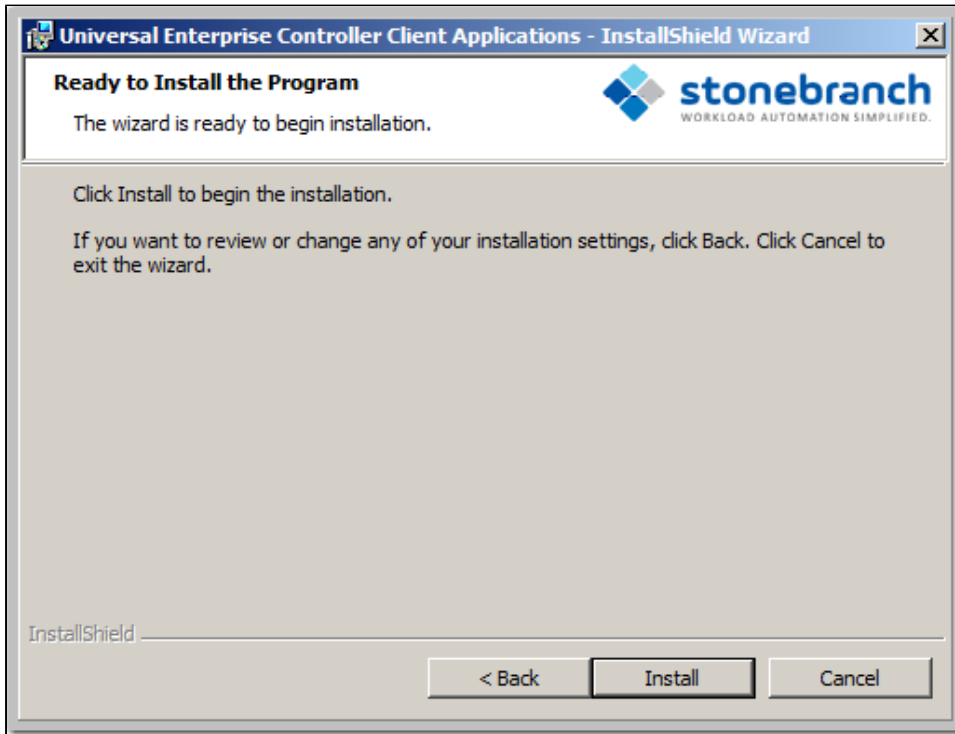 Universal Enterprise Controller Client Applications - InstallShield Wizard
Ready to Install the Program
The wizard is ready to begin installation.
stonebranch
WORKLOAD AUTOMATION SIMPLIFIED.
Click Install to begin the installation.
If you want to review or change any of your installation settings, click Back. Click Cancel to
exit the wizard.
InstallShield
< Back
Install
Cancel